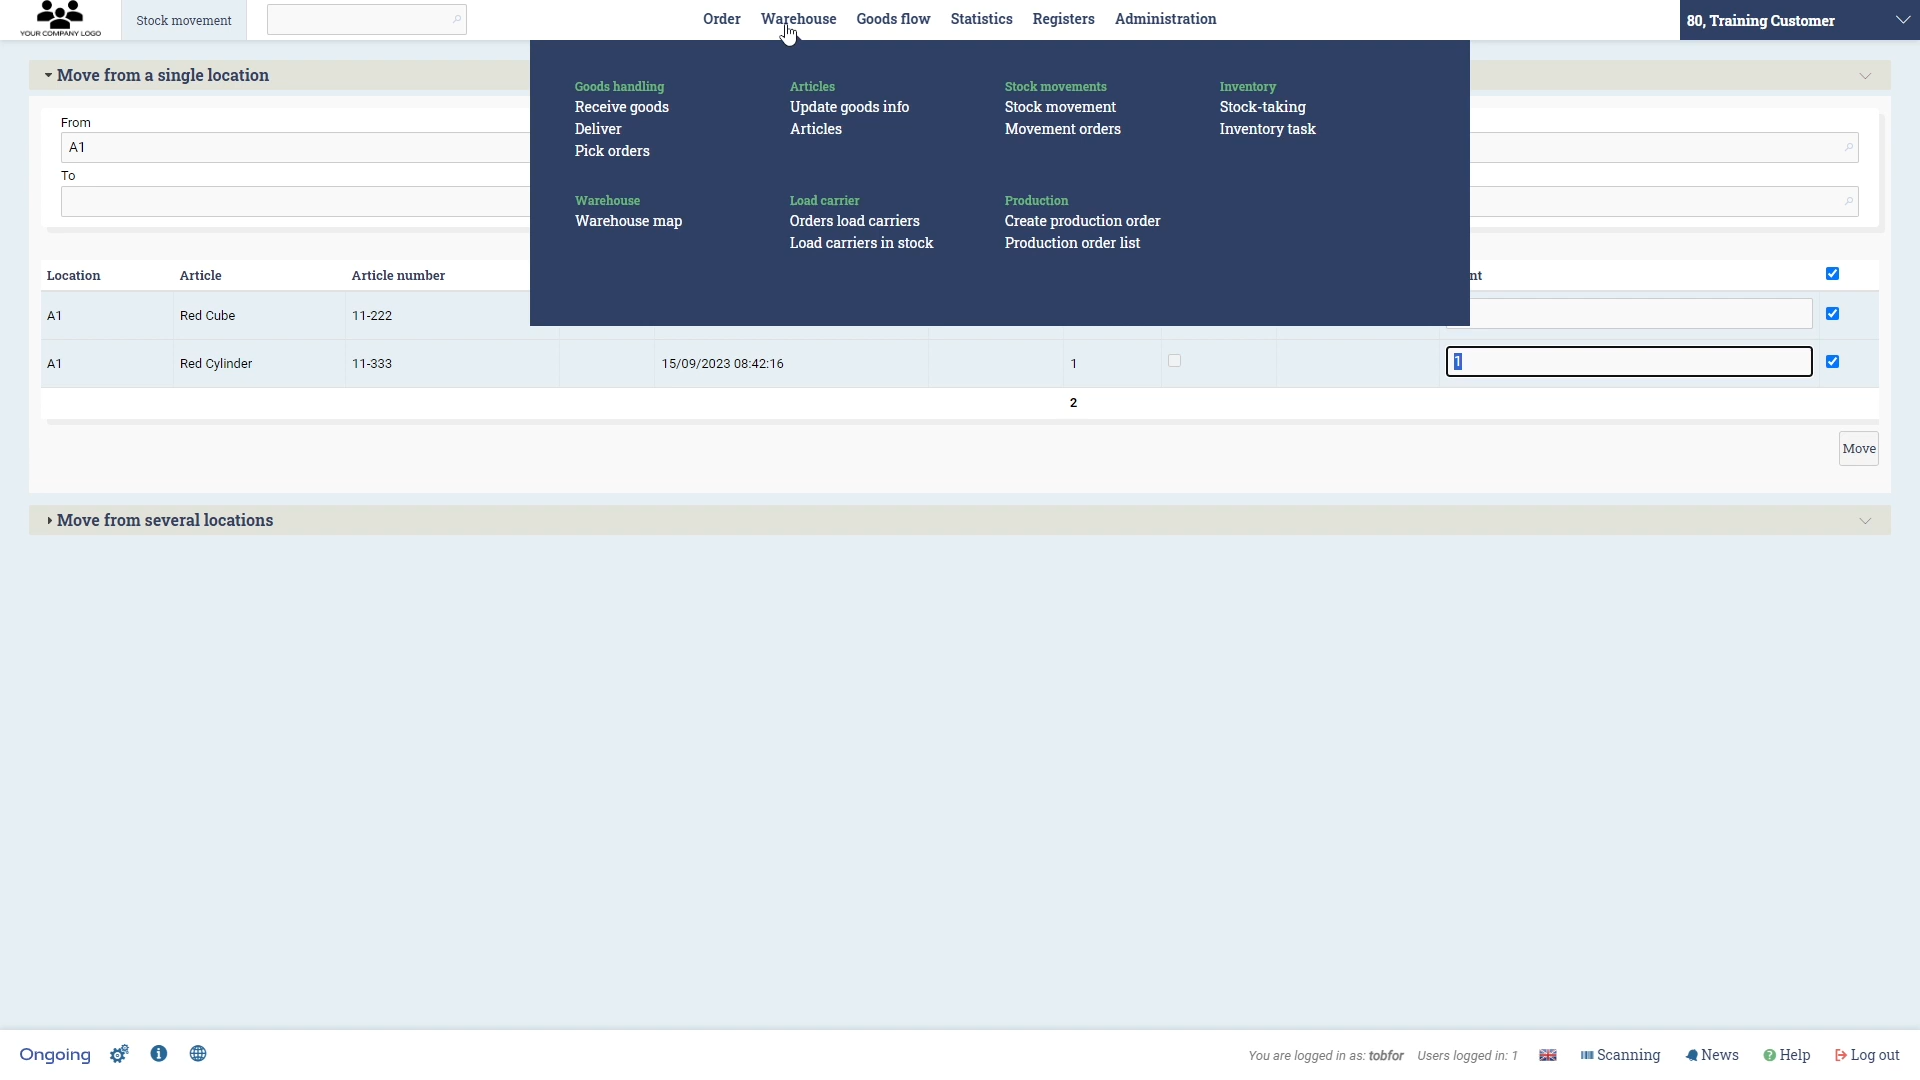 YOUR COMPANY LOGO
Stock movement
Order Warehouse Goods flow Statistics Registers Administration
80, Training Customer
Move from a single location
Goods handling
Receive goods
Deliver
Pick orders
Articles
Update goods info
Articles
Stock movements
Stock movement
Movement orders
Inventory
Stock-taking
Inventory task
Warehouse
Warehouse map
Load carrier
Orders load carriers
Load carriers in stock
Production
Create production order
Production order list
From
A1
To
Location Article Article number nt
A1 Red Cube 11-222
A1 Red Cylinder 11-333 15/09/2023 08:42:16 1 1
2
Move
Move from several locations
Ongoing
You are logged in as: tobfor Users logged in: 1 Scanning News Help Log out